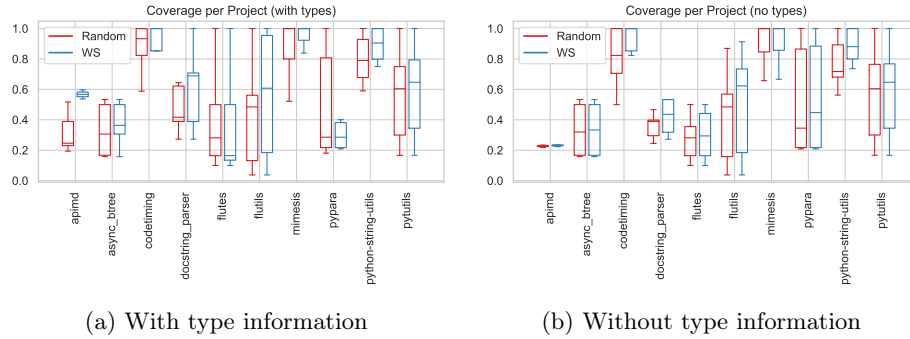 Coverage per Project (with types)
1.0
0.8
0.6
0.4
0.2
0.0
Random
WS
apimd
async_btree
codetiming
docstring_parser
flutes
flutils
mimesis
pypara
python-string-utils
pytutils
(a) With type information
Coverage per Project (no types)
1.0
0.8
0.6
0.4
0.2
0.0
Random
WS
apimd
async_btree
codetiming
docstring_parser
flutes
flutils
mimesis
pypara
python-string-utils
pytutils
(b) Without type information